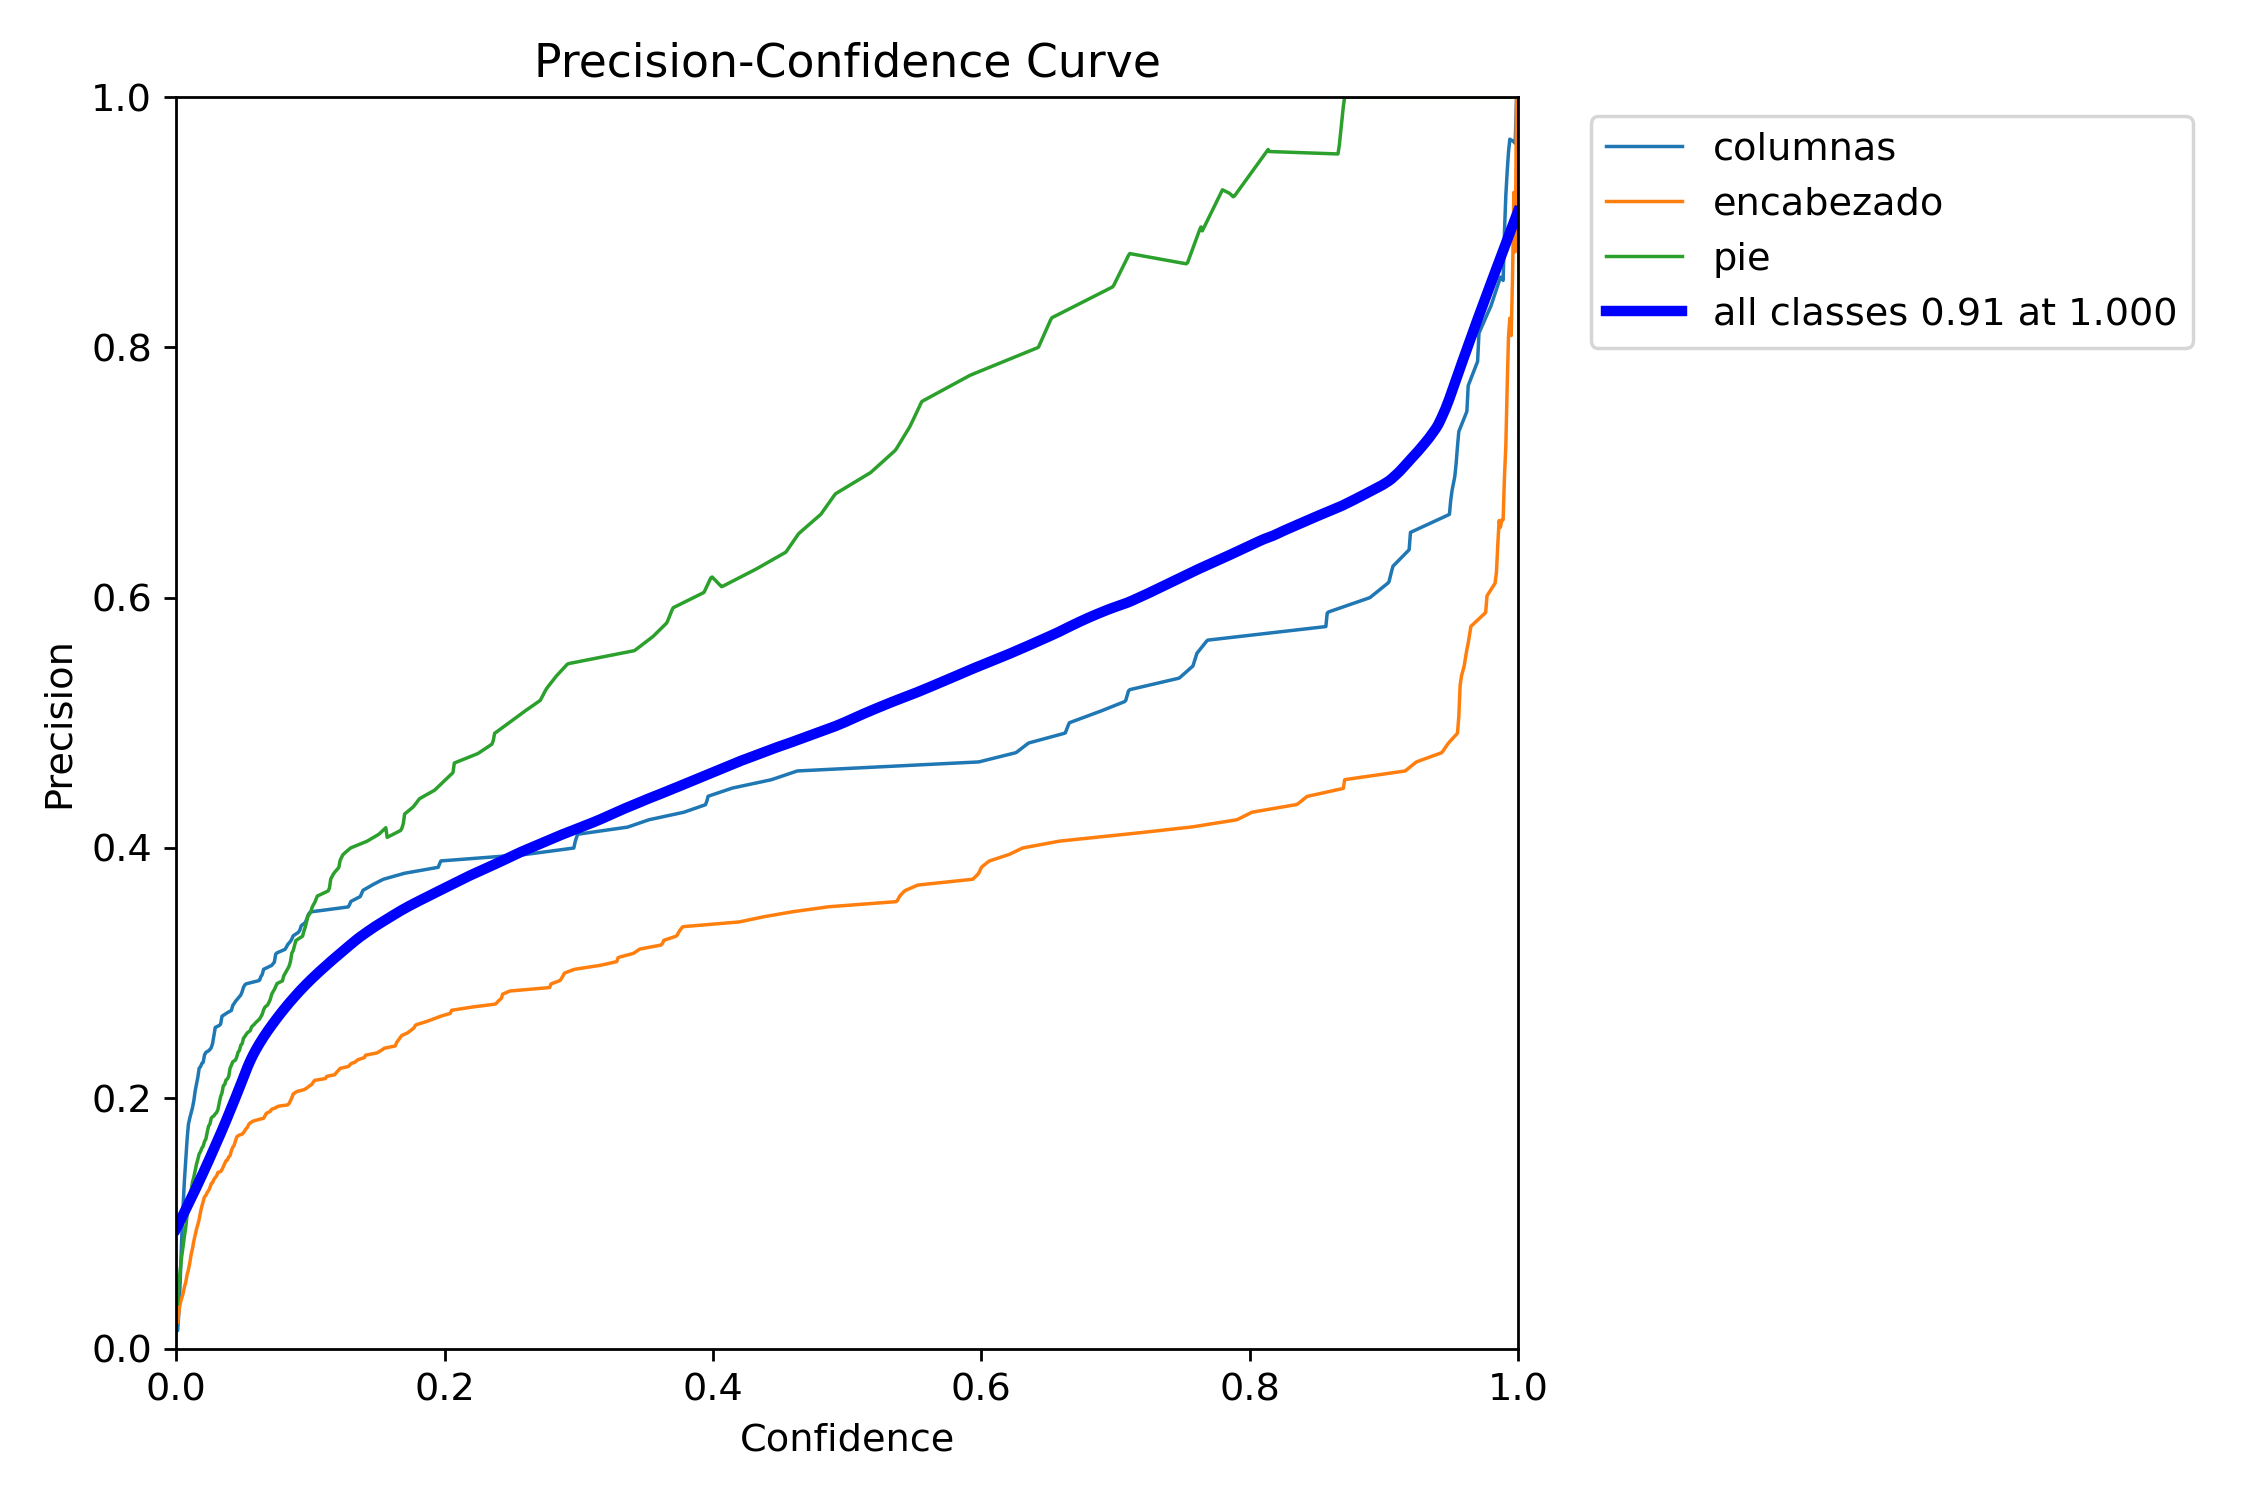 Precision-Confidence Curve
1.0
0.8
0.6
0.4
0.2
0.0
Precision
0.0 0.2 0.4 0.6 0.8 1.0
Confidence
columnas
encabezado
pie
all classes 0.91 at 1.000